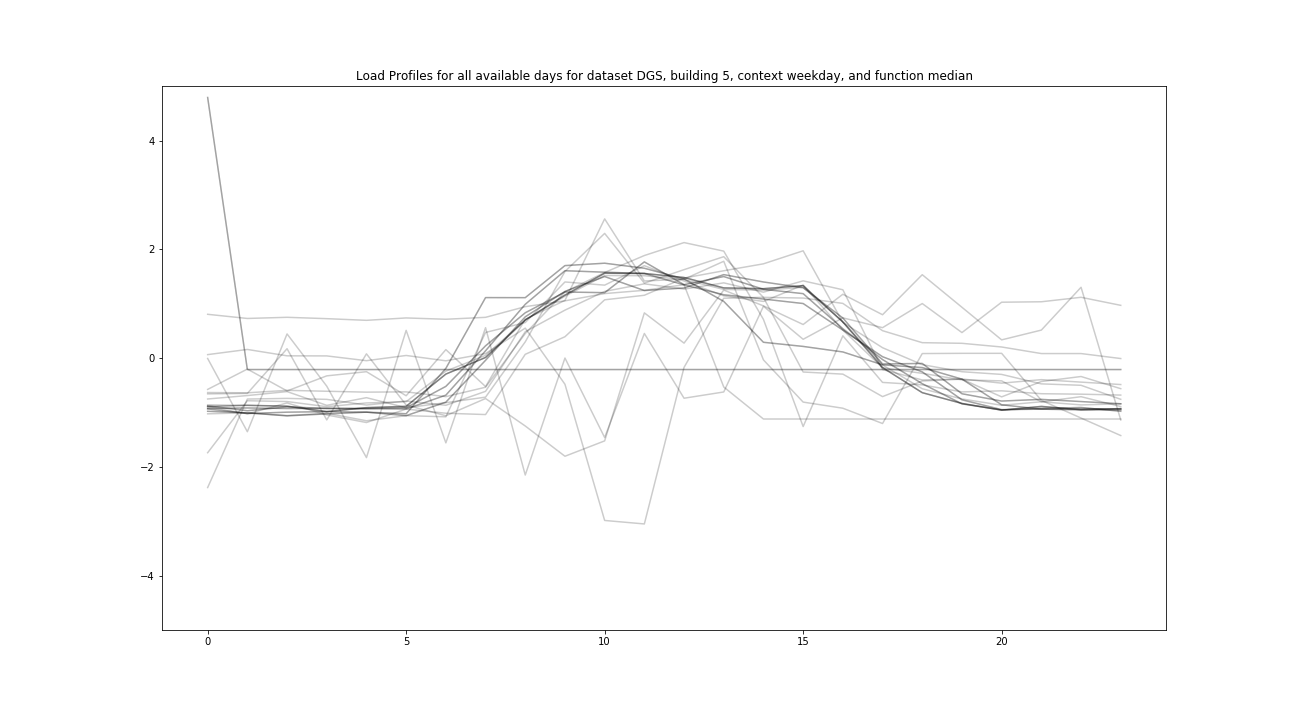 Load Profiles for all available days for dataset DGS, building 5, context weekday, and function median
4
2
0
−2
−4
0 5 10 15 20